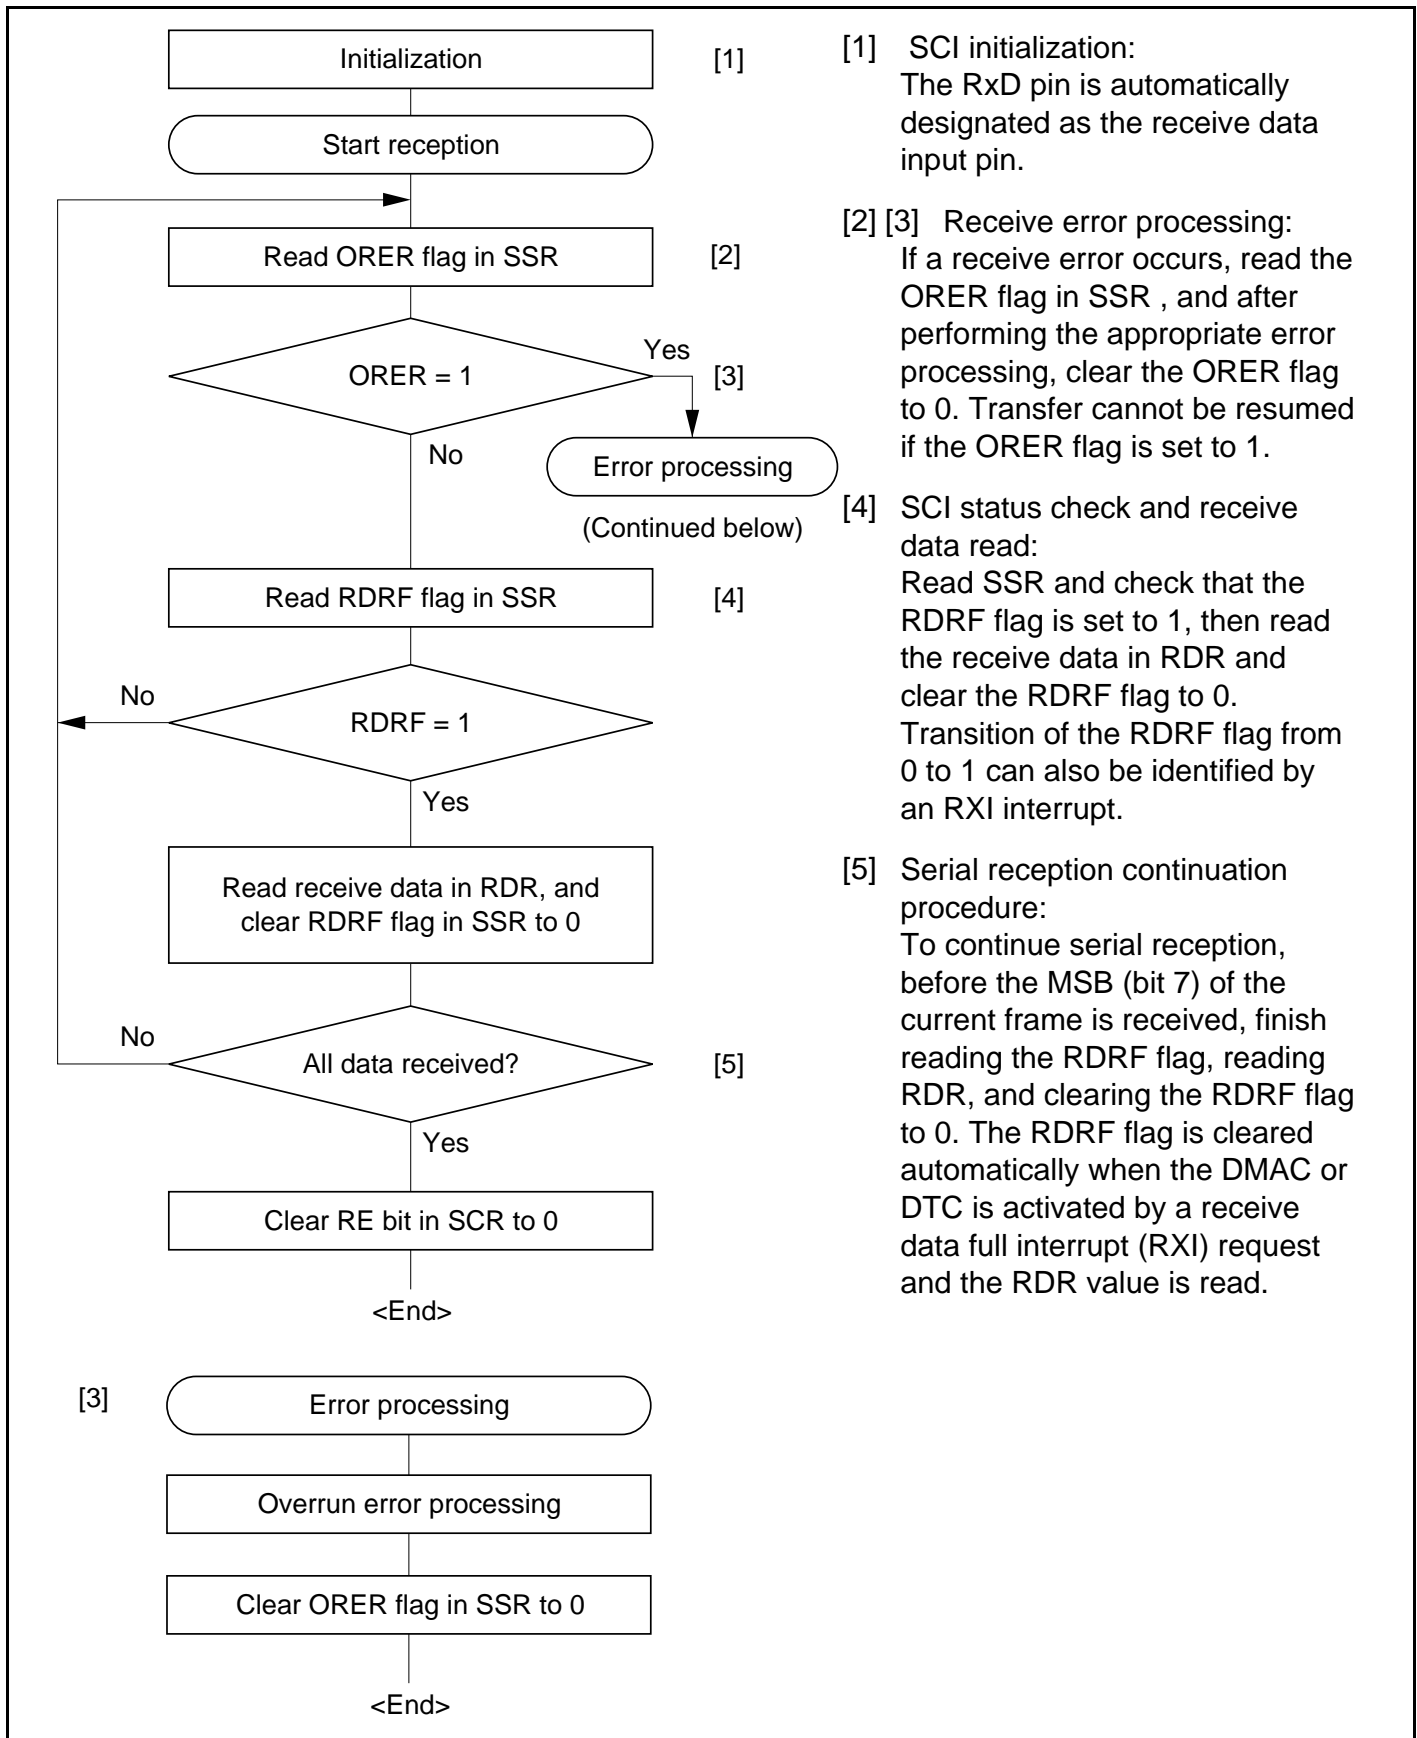 Initialization
[1]
Start reception
Read ORER flag in SSR
[2]
ORER = 1
Yes
[3]
No
Error processing
(Continued below)
Read RDRF flag in SSR
[4]
No
RDRF = 1
Yes
Read receive data in RDR, and
clear RDRF flag in SSR to 0
No
All data received?
[5]
Yes
Clear RE bit in SCR to 0
<End>
[3]
Error processing
Overrun error processing
Clear ORER flag in SSR to 0
<End>
[1] SCI initialization:
The RxD pin is automatically
designated as the receive data
input pin.
[2] [3] Receive error processing:
If a receive error occurs, read the
ORER flag in SSR , and after
performing the appropriate error
processing, clear the ORER flag
to 0. Transfer cannot be resumed
if the ORER flag is set to 1.
[4] SCI status check and receive
data read:
Read SSR and check that the
RDRF flag is set to 1, then read
the receive data in RDR and
clear the RDRF flag to 0.
Transition of the RDRF flag from
0 to 1 can also be identified by
an RXI interrupt.
[5] Serial reception continuation
procedure:
To continue serial reception,
before the MSB (bit 7) of the
current frame is received, finish
reading the RDRF flag, reading
RDR, and clearing the RDRF flag
to 0. The RDRF flag is cleared
automatically when the DMAC or
DTC is activated by a receive
data full interrupt (RXI) request
and the RDR value is read.